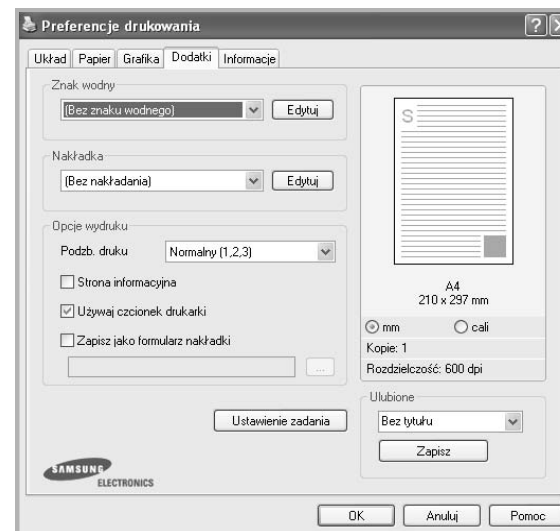 Preferencje drukowania
Układ Papier Grafika Dodatki Informacje
Znak wodny
(Bez znaku wodnego) Edytuj
Nakładka
(Bez nakładania) Edytuj
Opcje wydruku
Podzb. druku Normalny (1,2,3)
Strona informacyjna
Używaj czcionek drukarki
Zapisz jako formularz nakładki
...
Ustawienie zadania
SAMSUNG
ELECTRONICS
S
A4
210 x 297 mm
mm cali
Kopie: 1
Rozdzielczość: 600 dpi
Ulubione
Bez tytułu
Zapisz
OK Anuluj Pomoc